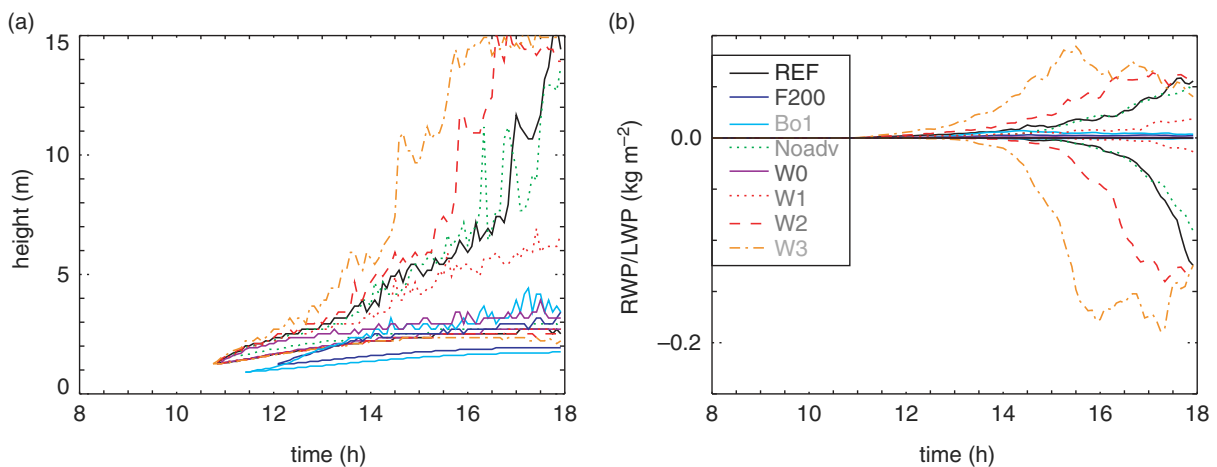 (a)
15
10
5
0
height (m)
8
10
12
14
16
18
time (h)
(b)
REF
F200
Bo1
Noadv
W0
W1
W2
W3
0.0
−0.2
RWP/LWP (kg m−2)
8
10
12
14
16
18
time (h)